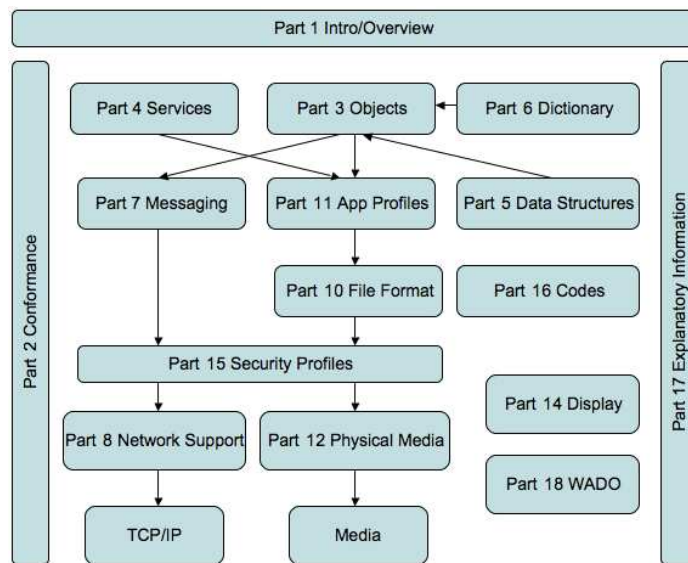 Part 1 Intro/Overview
Part 2 Conformance
Part 4 Services
Part 3 Objects
Part 6 Dictionary
Part 7 Messaging
Part 11 App Profiles
Part 5 Data Structures
Part 10 File Format
Part 16 Codes
Part 15 Security Profiles
Part 14 Display
Part 8 Network Support
Part 12 Physical Media
Part 18 WADO
TCP/IP
Media
Part 17 Explanatory Information